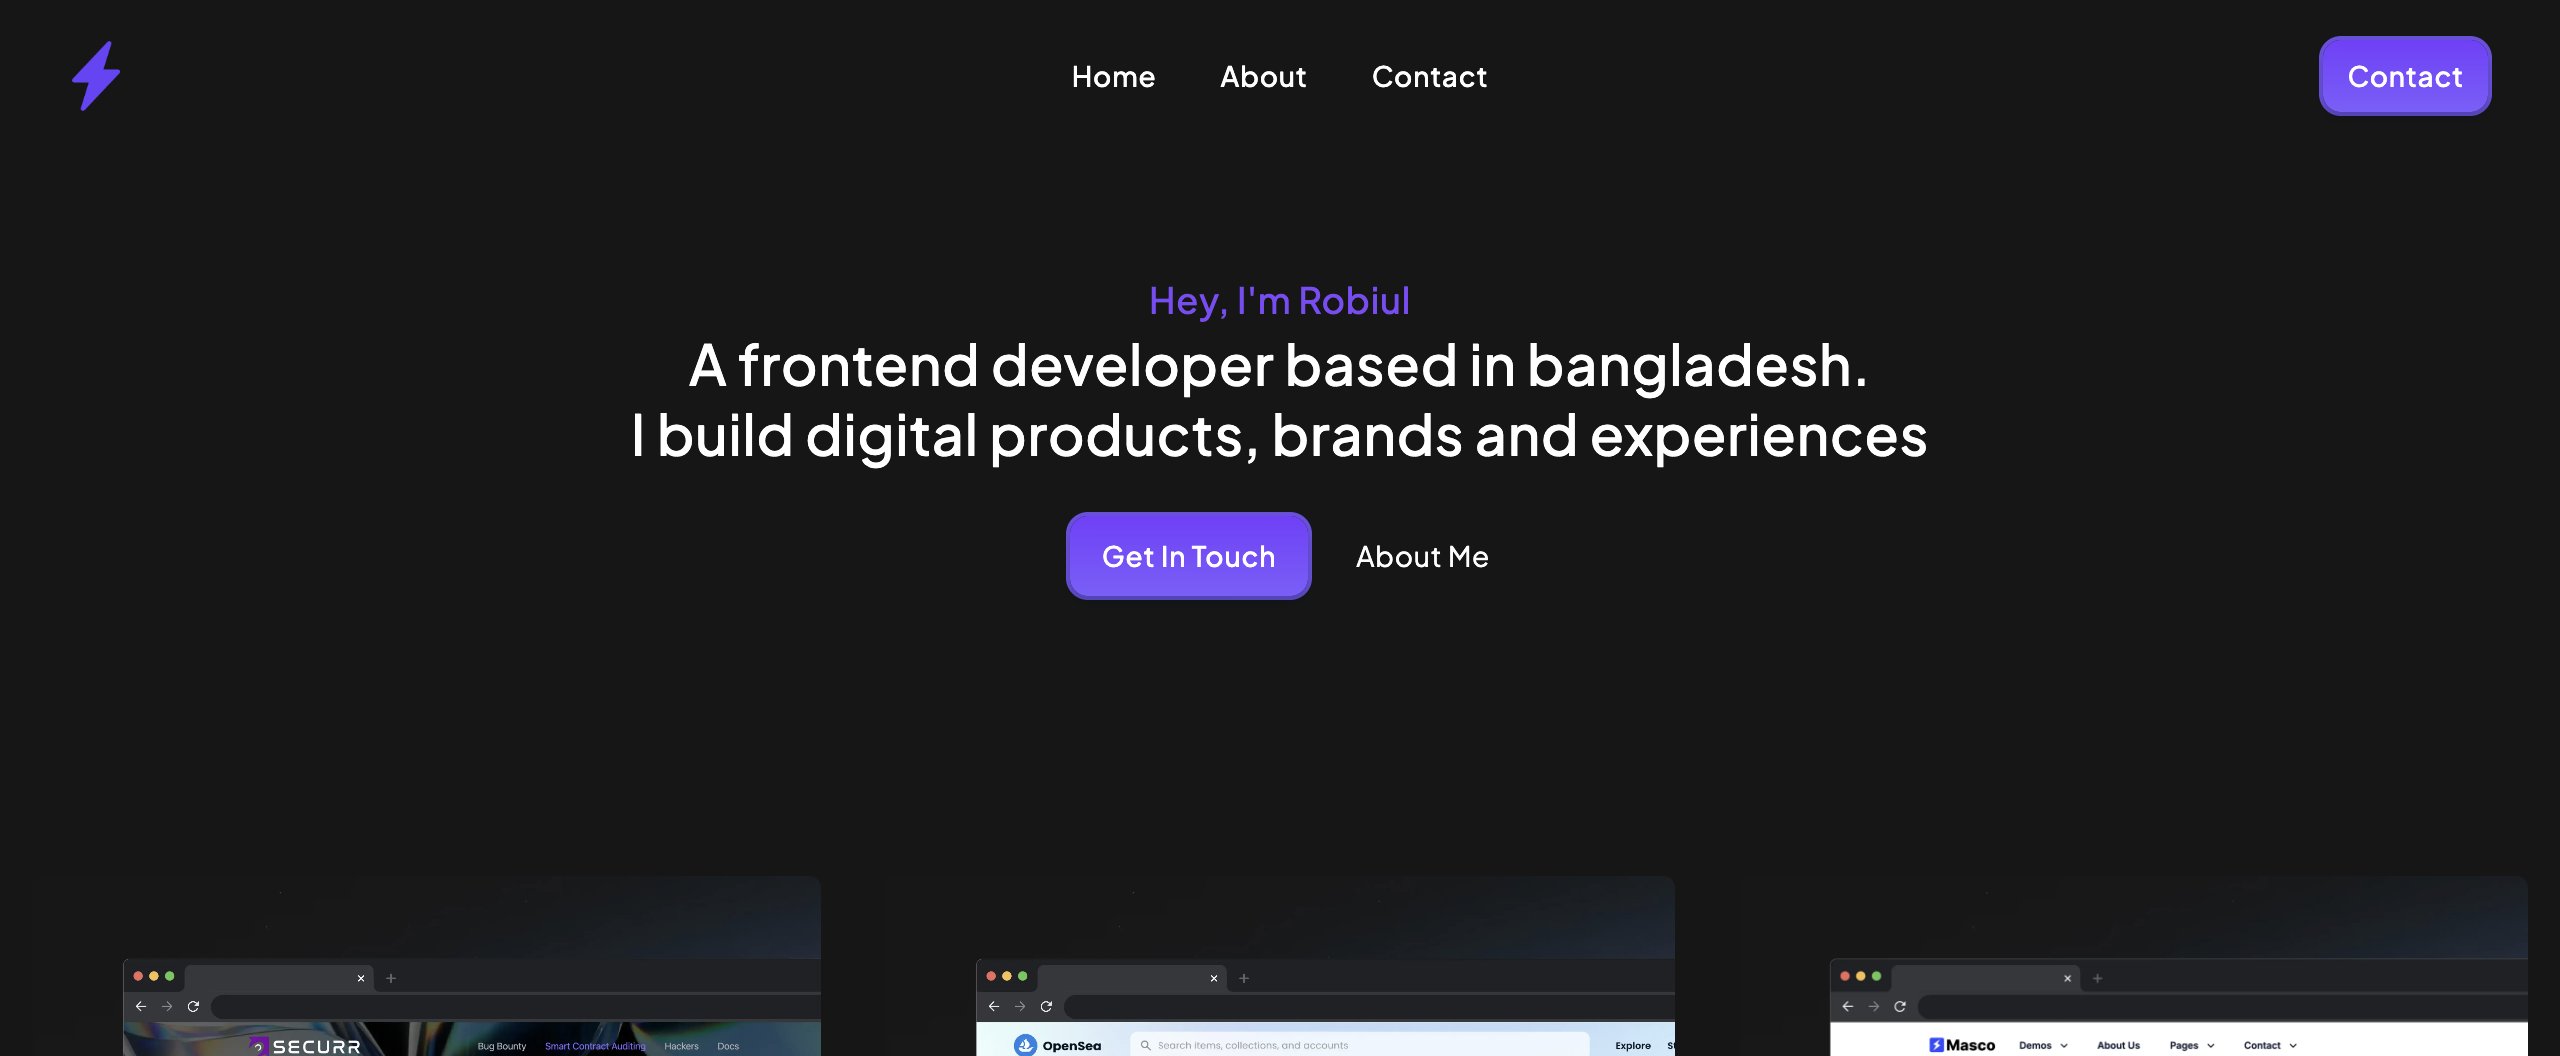 Home About Contact
Contact
Hey, I'm Robiul
A frontend developer based in bangladesh.
I build digital products, brands and experiences
Get In Touch About Me
SECURR Bug Bounty Smart Contract Auditing Hackers Docs
OpenSea Search items, collections, and accounts Explore
Masco Demos About Us Pages Contact